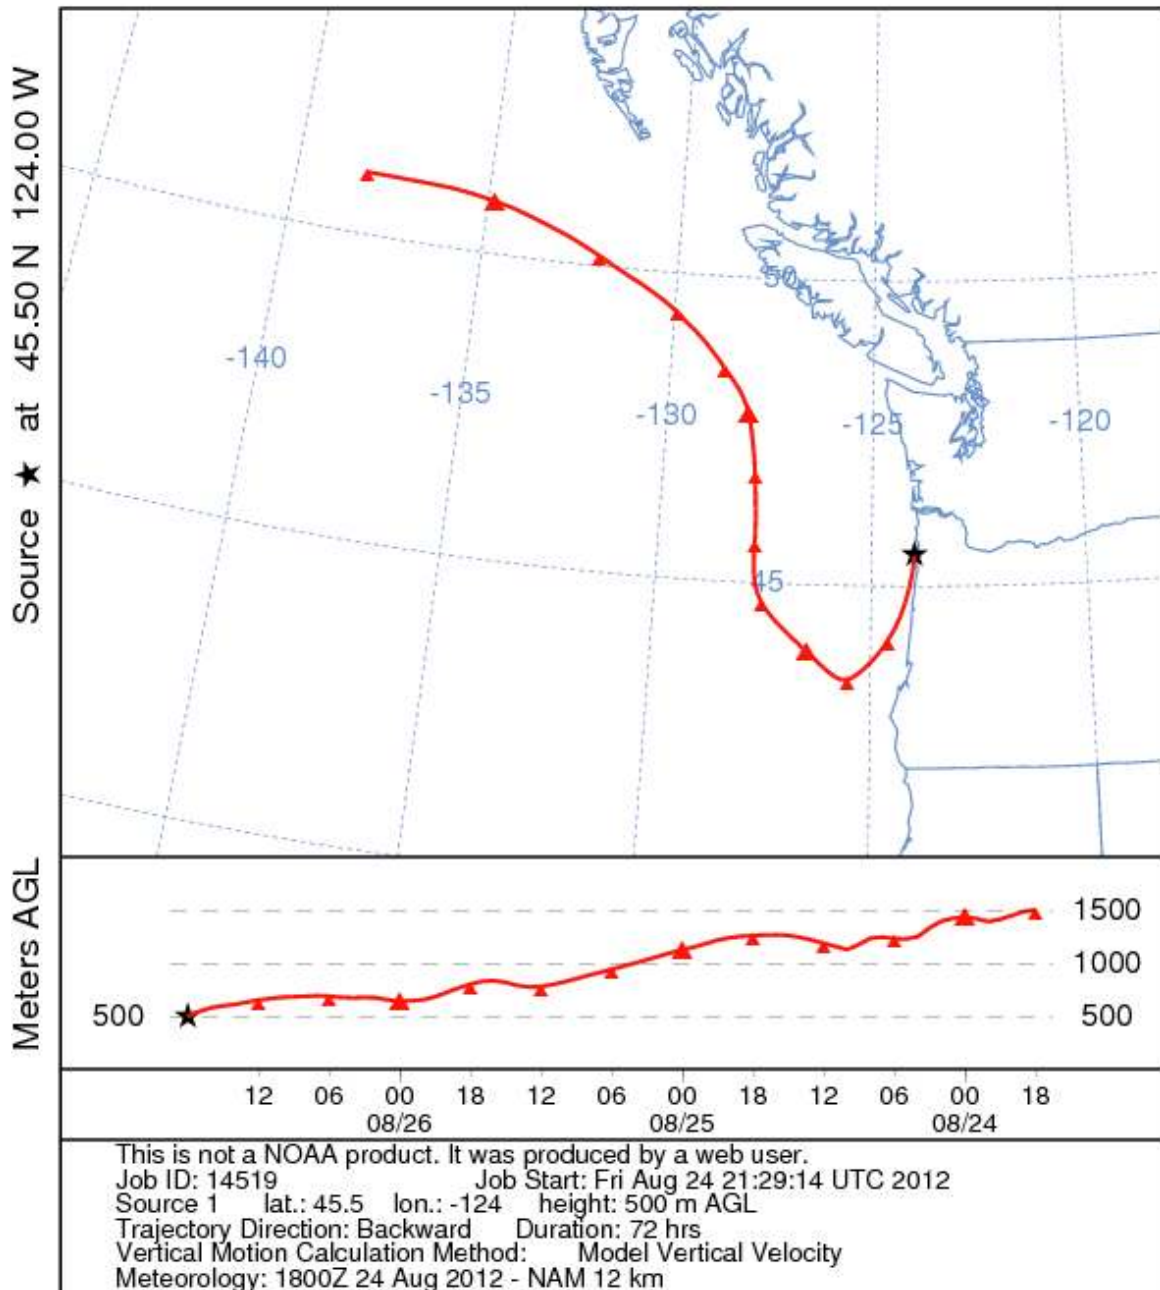 Source ★ at 45.50 N 124.00 W
50
-140
-135
-130
-125
-120
45
Meters AGL
1500
1000
500
500
12 06 00 18 12 06 00 18 12 06 00 18
08/26 08/25 08/24
This is not a NOAA product. It was produced by a web user.
Job ID: 14519 Job Start: Fri Aug 24 21:29:14 UTC 2012
Source 1 lat.: 45.5 lon.: -124 height: 500 m AGL
Trajectory Direction: Backward Duration: 72 hrs
Vertical Motion Calculation Method: Model Vertical Velocity
Meteorology: 1800Z 24 Aug 2012 - NAM 12 km